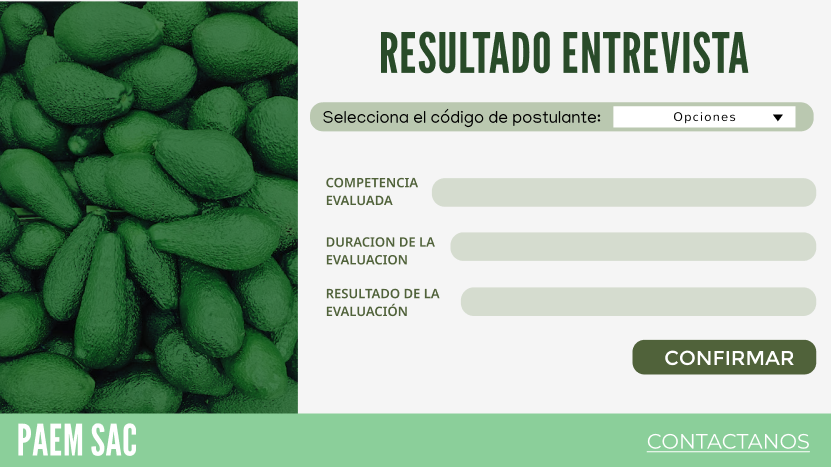 RESULTADO ENTREVISTA
Selecciona el código de postulante: Opciones
COMPETENCIA
EVALUADA
DURACION DE LA
EVALUACION
RESULTADO DE LA
EVALUACIÓN
CONFIRMAR
PAEM SAC
CONTACTANOS